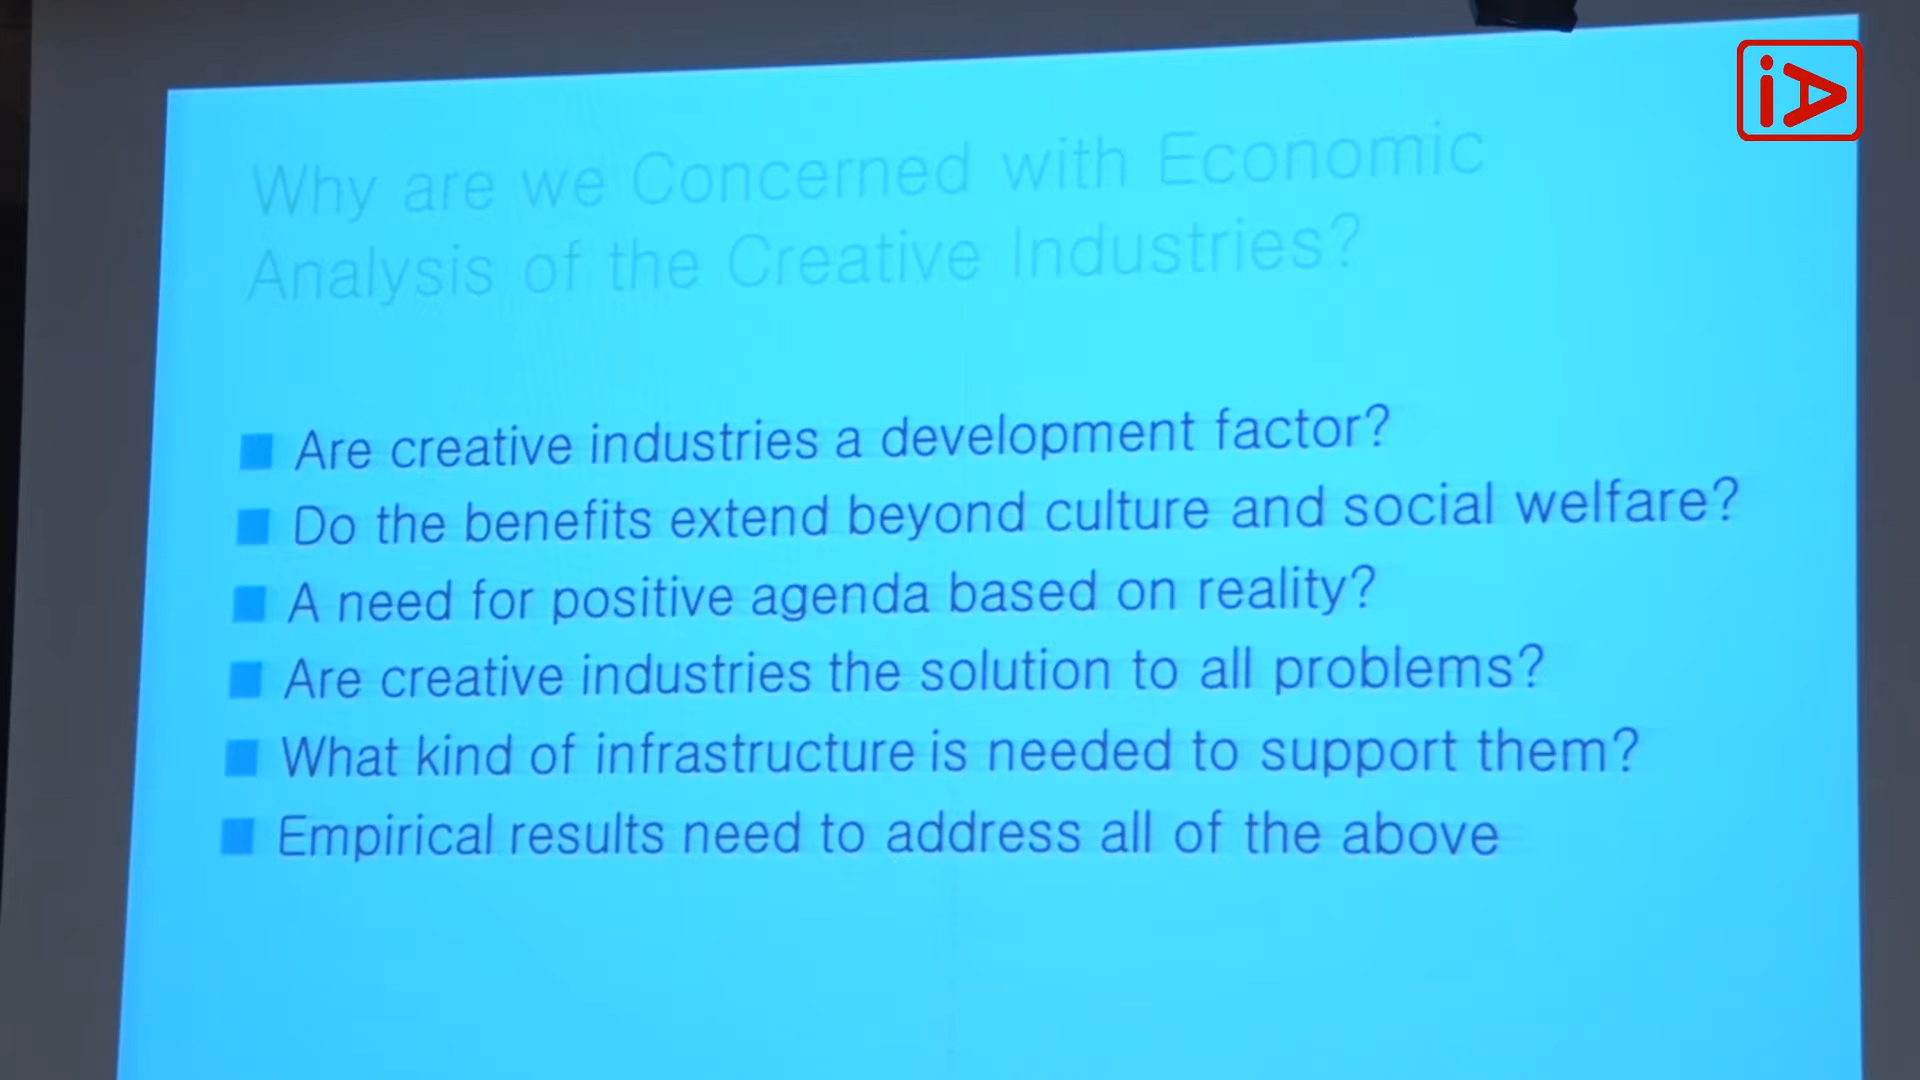 iA
Why are we Concerned with Economic
Analysis of the Creative Industries?
Are creative industries a development factor?
Do the benefits extend beyond culture and social welfare?
A need for positive agenda based on reality?
Are creative industries the solution to all problems?
What kind of infrastructure is needed to support them?
Empirical results need to address all of the above